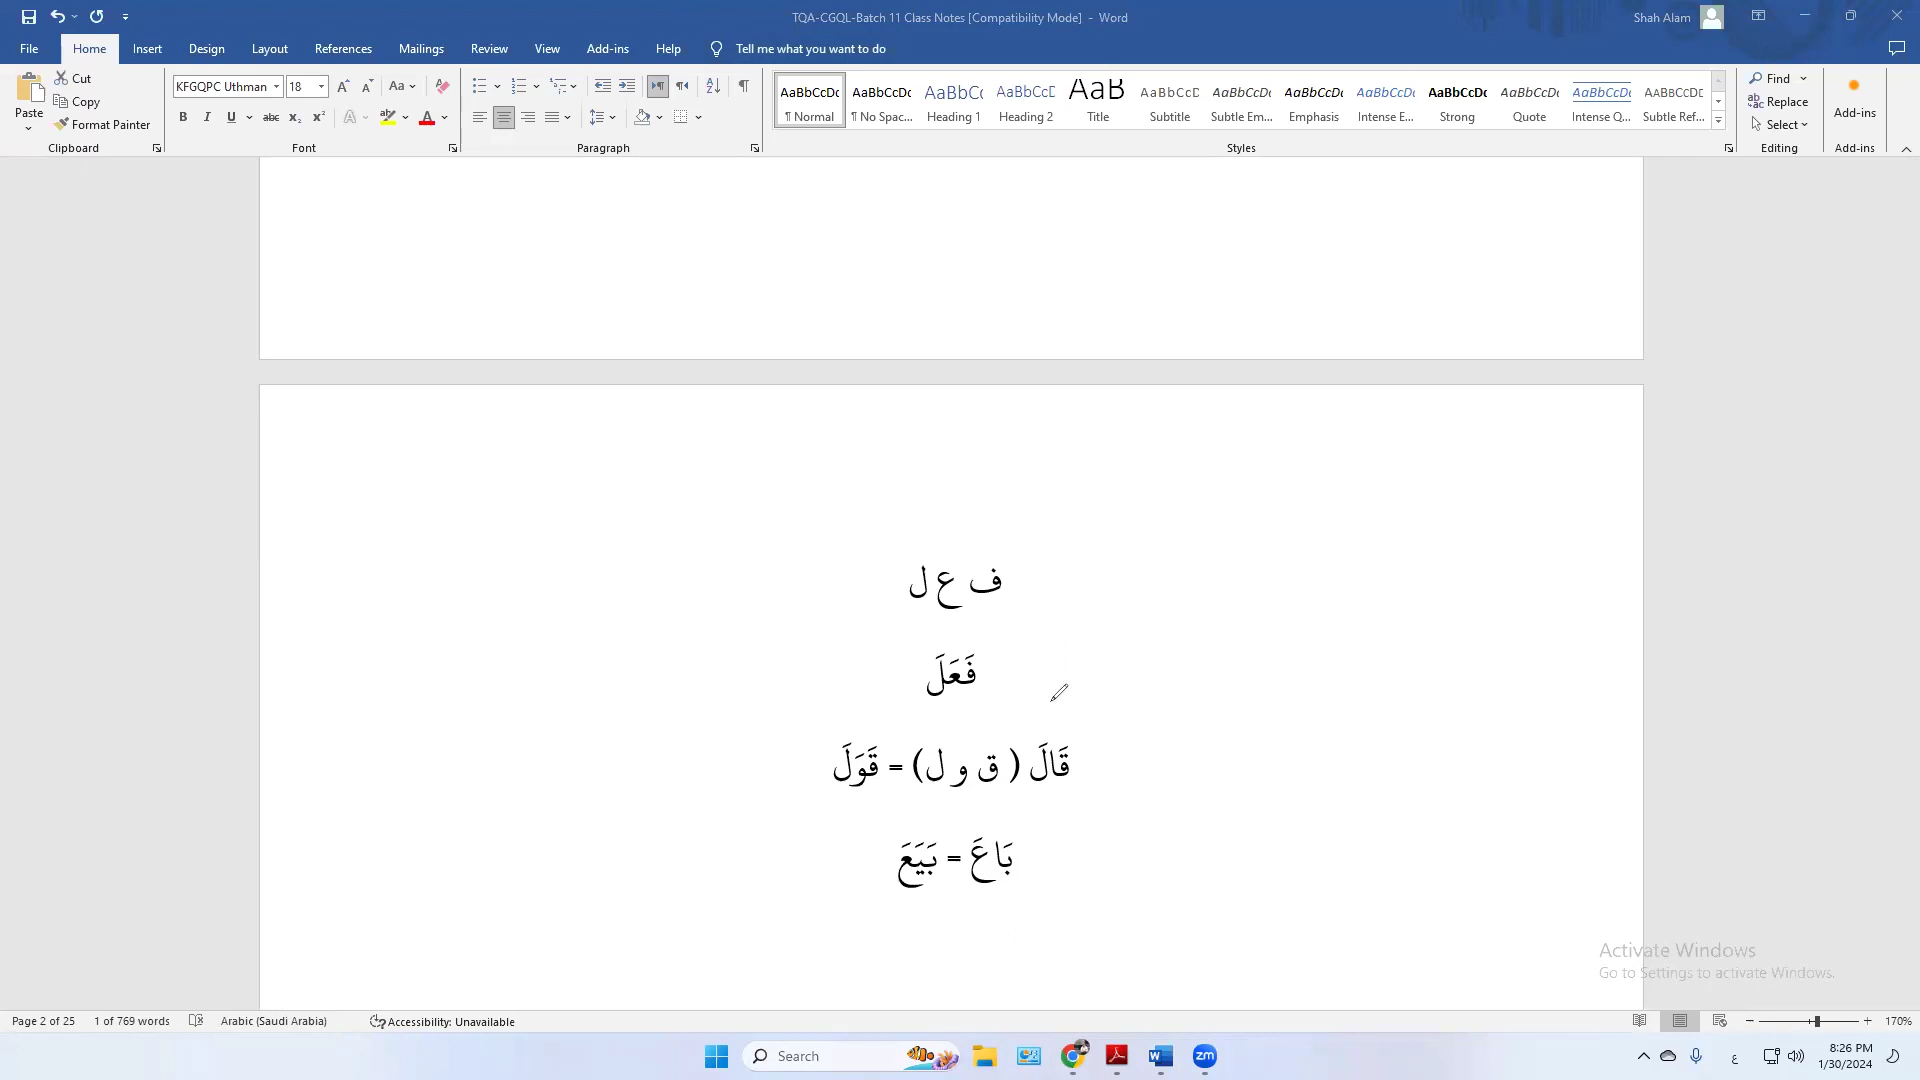 TQA-CGQL-Batch 11 Class Notes [Compatibility Mode] - Word
Shah Alam
File Home Insert Design Layout References Mailings Review View Add-ins Help Tell me what you want to do
Paste
Cut
Copy
Format Painter
Clipboard
KFGQPC Uthman 18
Font
Paragraph
AaBbCcDc AaBbCcDc AaBbCc AaBbCcD AaB AaBbCcD AaBbCcDc AaBbCcDc AaBbCcDc AaBbCcDc AaBbCcDc AaBbCcDc AABBCCDE
¶ Normal ¶ No Spac... Heading 1 Heading 2 Title Subtitle Subtle Em... Emphasis Intense E... Strong Quote Intense Q... Subtle Ref...
Styles
Find
Replace
Select
Editing
Add-ins
Add-ins
ف ع ل
فَعَلَ
قَالَ ( ق و ل) = قَوَلَ
بَاعَ = بَيَعَ
Activate Windows
Go to Settings to activate Windows.
Page 2 of 25 1 of 769 words Arabic (Saudi Arabia) Accessibility: Unavailable 170%
Search
zm
ع
8:26 PM
1/30/2024